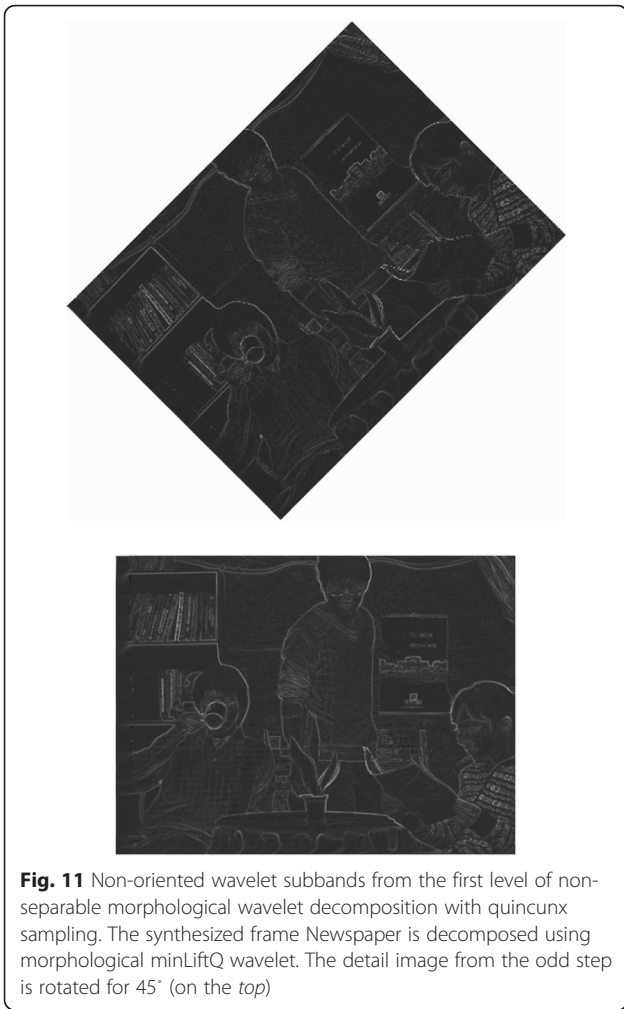 Fig. 11 Non-oriented wavelet subbands from the first level of non-
separable morphological wavelet decomposition with quincunx
sampling. The synthesized frame Newspaper is decomposed using
morphological minLiftQ wavelet. The detail image from the odd step
is rotated for 45˚ (on the top)